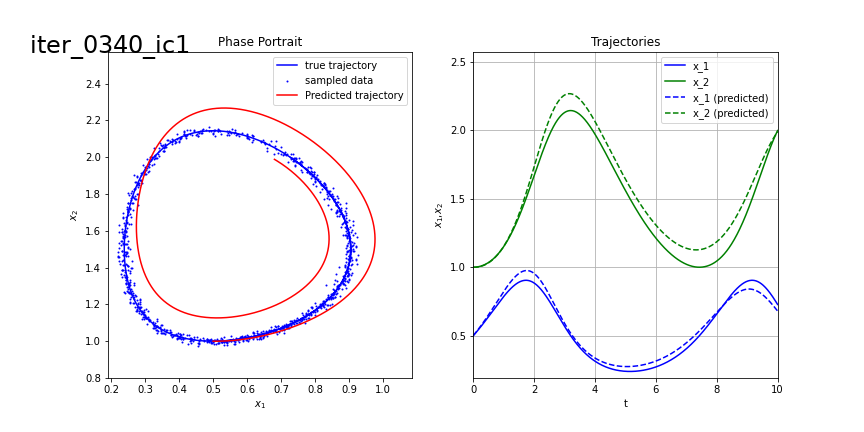 iter_0340_ic1
Phase Portrait
true trajectory
sampled data
Predicted trajectory
2.4
2.2
2.0
1.8
1.6
1.4
1.2
1.0
0.8
x₂
0.2 0.3 0.4 0.5 0.6 0.7 0.8 0.9 1.0
x₁
Trajectories
x_1
x_2
x_1 (predicted)
x_2 (predicted)
2.5
2.0
1.5
1.0
0.5
x₁,x₂
0 2 4 6 8 10
t